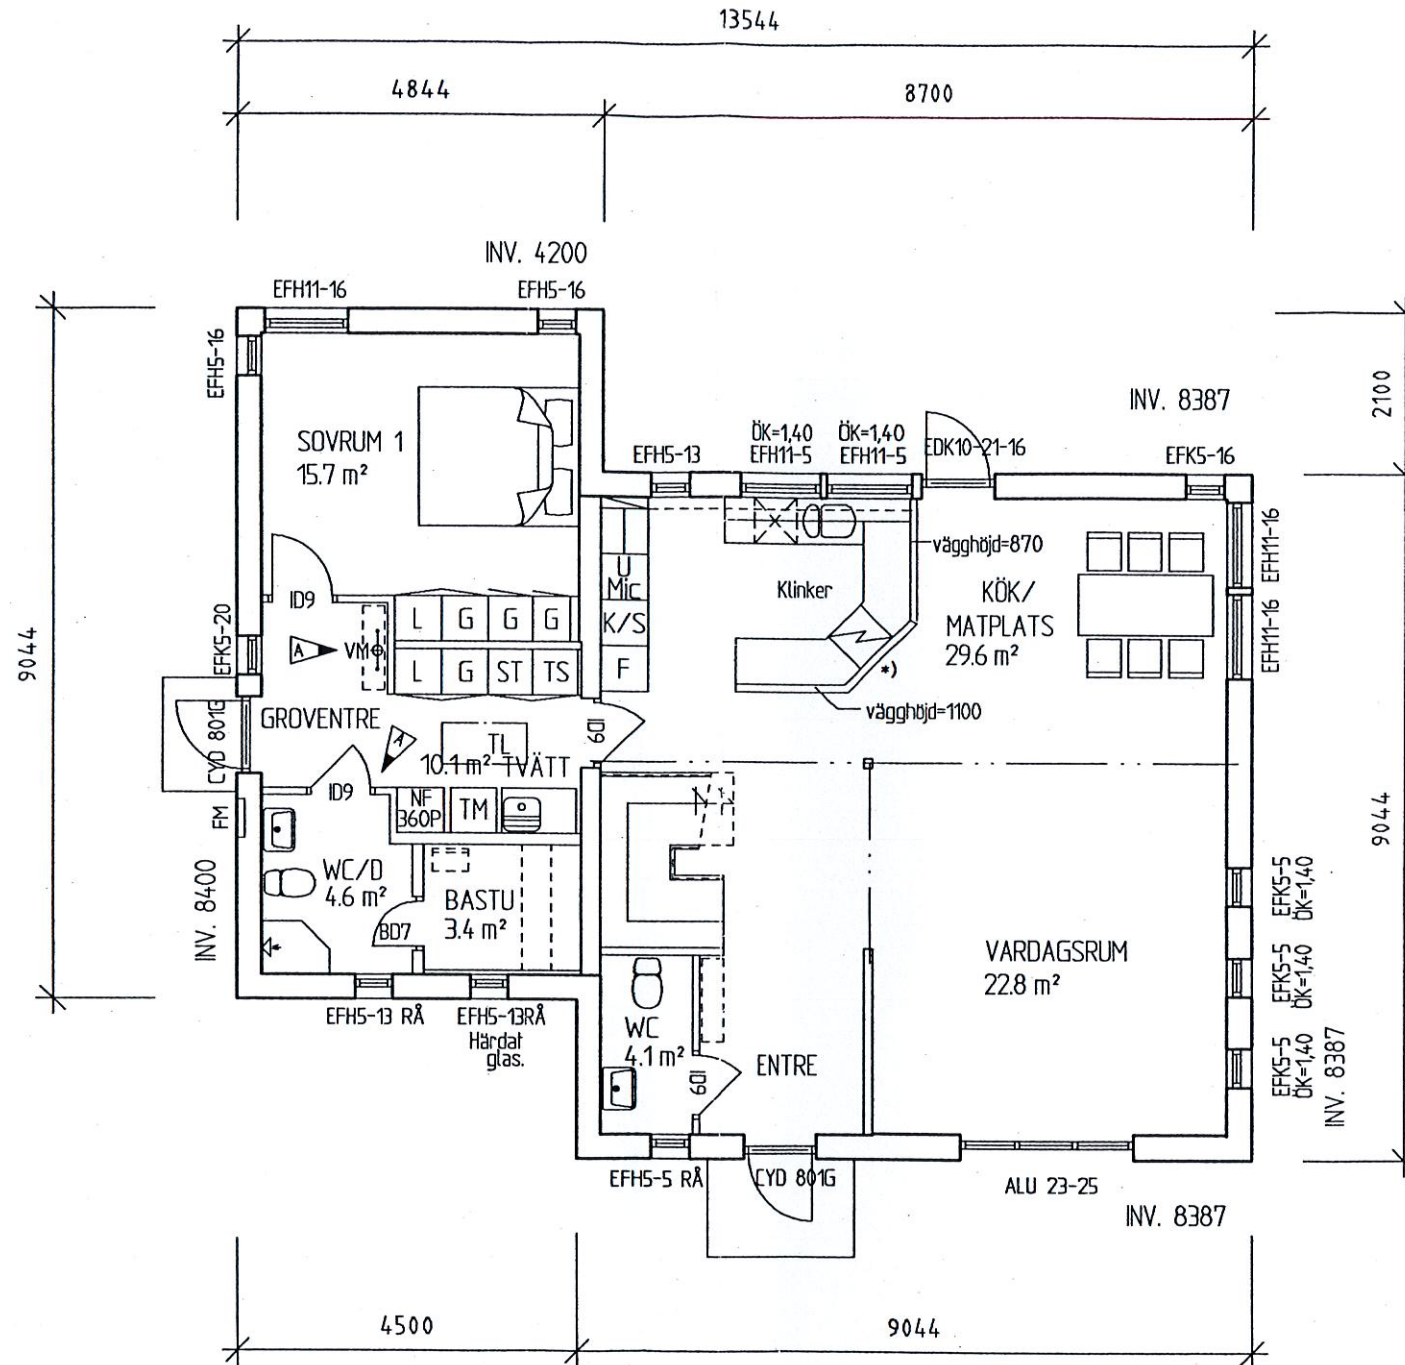 13544
4844
8700
INV. 4200
EFH11-16
EFH5-16
EFH5-16
2100
INV. 8387
SOVRUM 1
15.7 m²
EFH5-13
ÖK=1,40
EFH11-5
ÖK=1,40
EFH11-5
EDK10-21-16
EFK5-16
EFH11-16
EFH11-16
vägghöjd=870
U
Mic
K/S
F
Klinker
KÖK/
MATPLATS
29.6 m²
ID9
L
G
G
G
EFK5-20
A
VM
L
G
ST
TS
*)
vägghöjd=1100
9044
CYD 801G
GROVENTRE
A
TL
10.1 m² TVÄTT
ID9
ID9
NF
360P
TM
FM
9044
INV. 8400
WC/D
4.6 m²
BASTU
3.4 m²
BD7
EFK5-5
ÖK=1,40
VARDAGSRUM
22.8 m²
EFK5-5
ÖK=1,40
EFH5-13 RÅ
EFH5-13RÅ
Härdat
glas.
WC
4.1 m²
ID9
ENTRE
EFK5-5
ÖK=1,40
INV. 8387
EFH5-5 RÅ
CYD 801G
ALU 23-25
INV. 8387
4500
9044